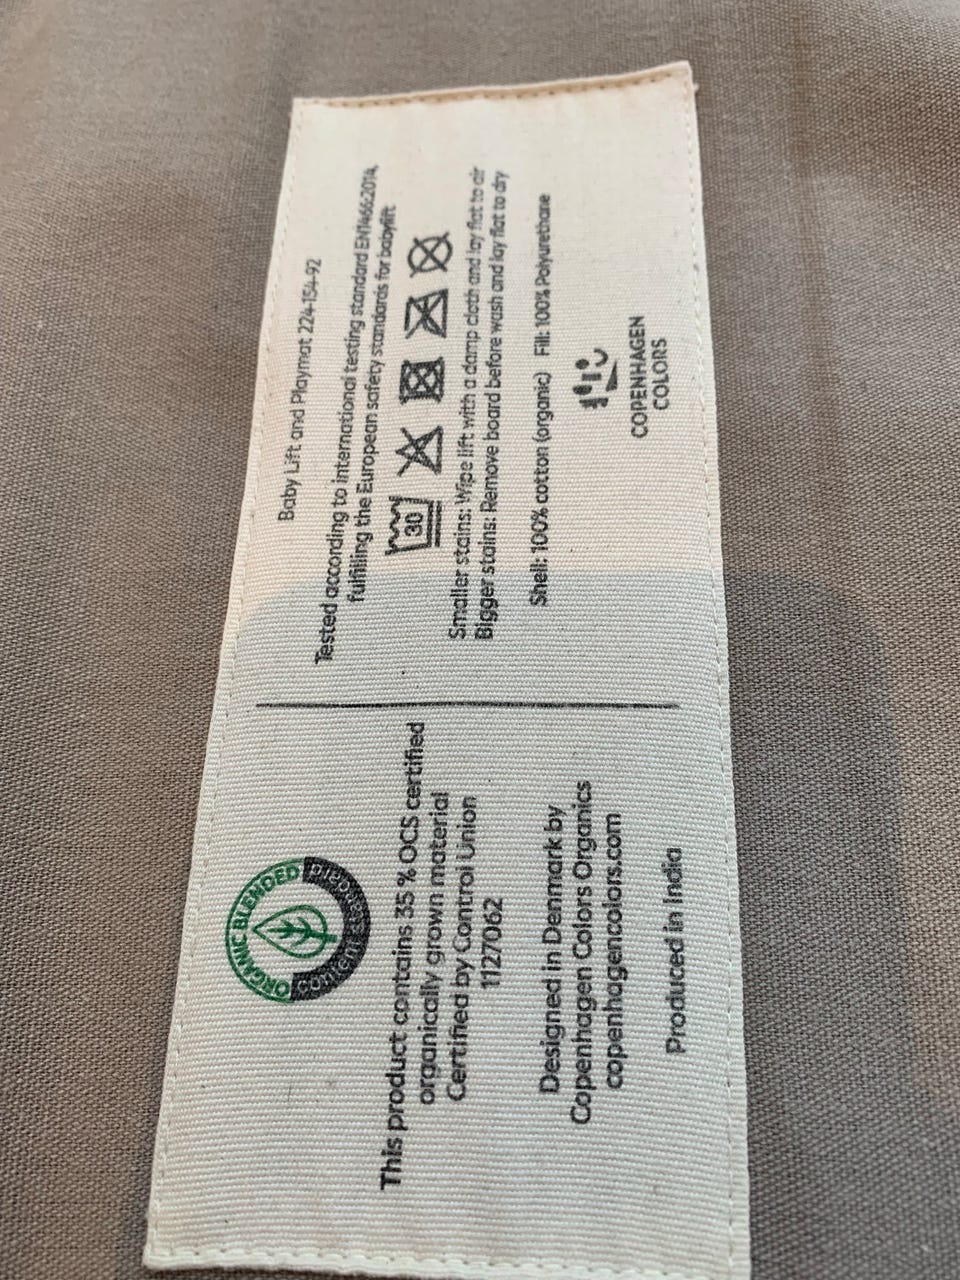 ORGANIC BLENDED
content standard
This product contains 35 % OCS certified
organically grown material
Certified by Control Union
1127062
Designed in Denmark by
Copenhagen Colors Organics
copenhagencolors.com
Produced in India
Baby Lift and Playmat 224-154-92
Tested according to international testing standard EN1466:2014,
fulfilling the European safety standards for babylift
30
Smaller stains: Wipe lift with a damp cloth and lay flat to air
Bigger stains: Remove board before wash and lay flat to dry
Shell: 100% cotton (organic) Fill: 100% Polyurethane
COPENHAGEN
COLORS